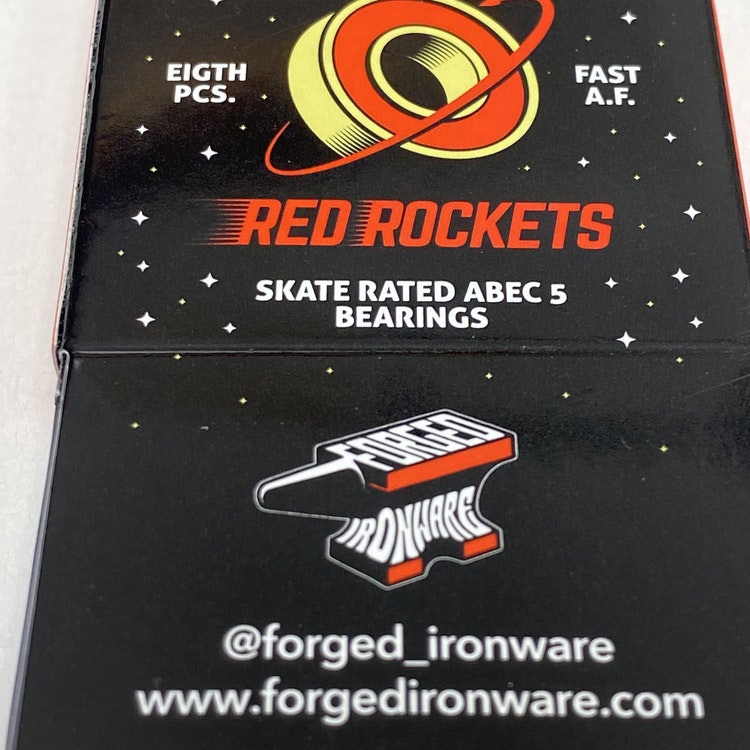 EIGTH
PCS.
FAST
A.F.
RED ROCKETS
SKATE RATED ABEC 5
BEARINGS
FORGED
IRONWARE
@forged_ironware
www.forgedironware.com